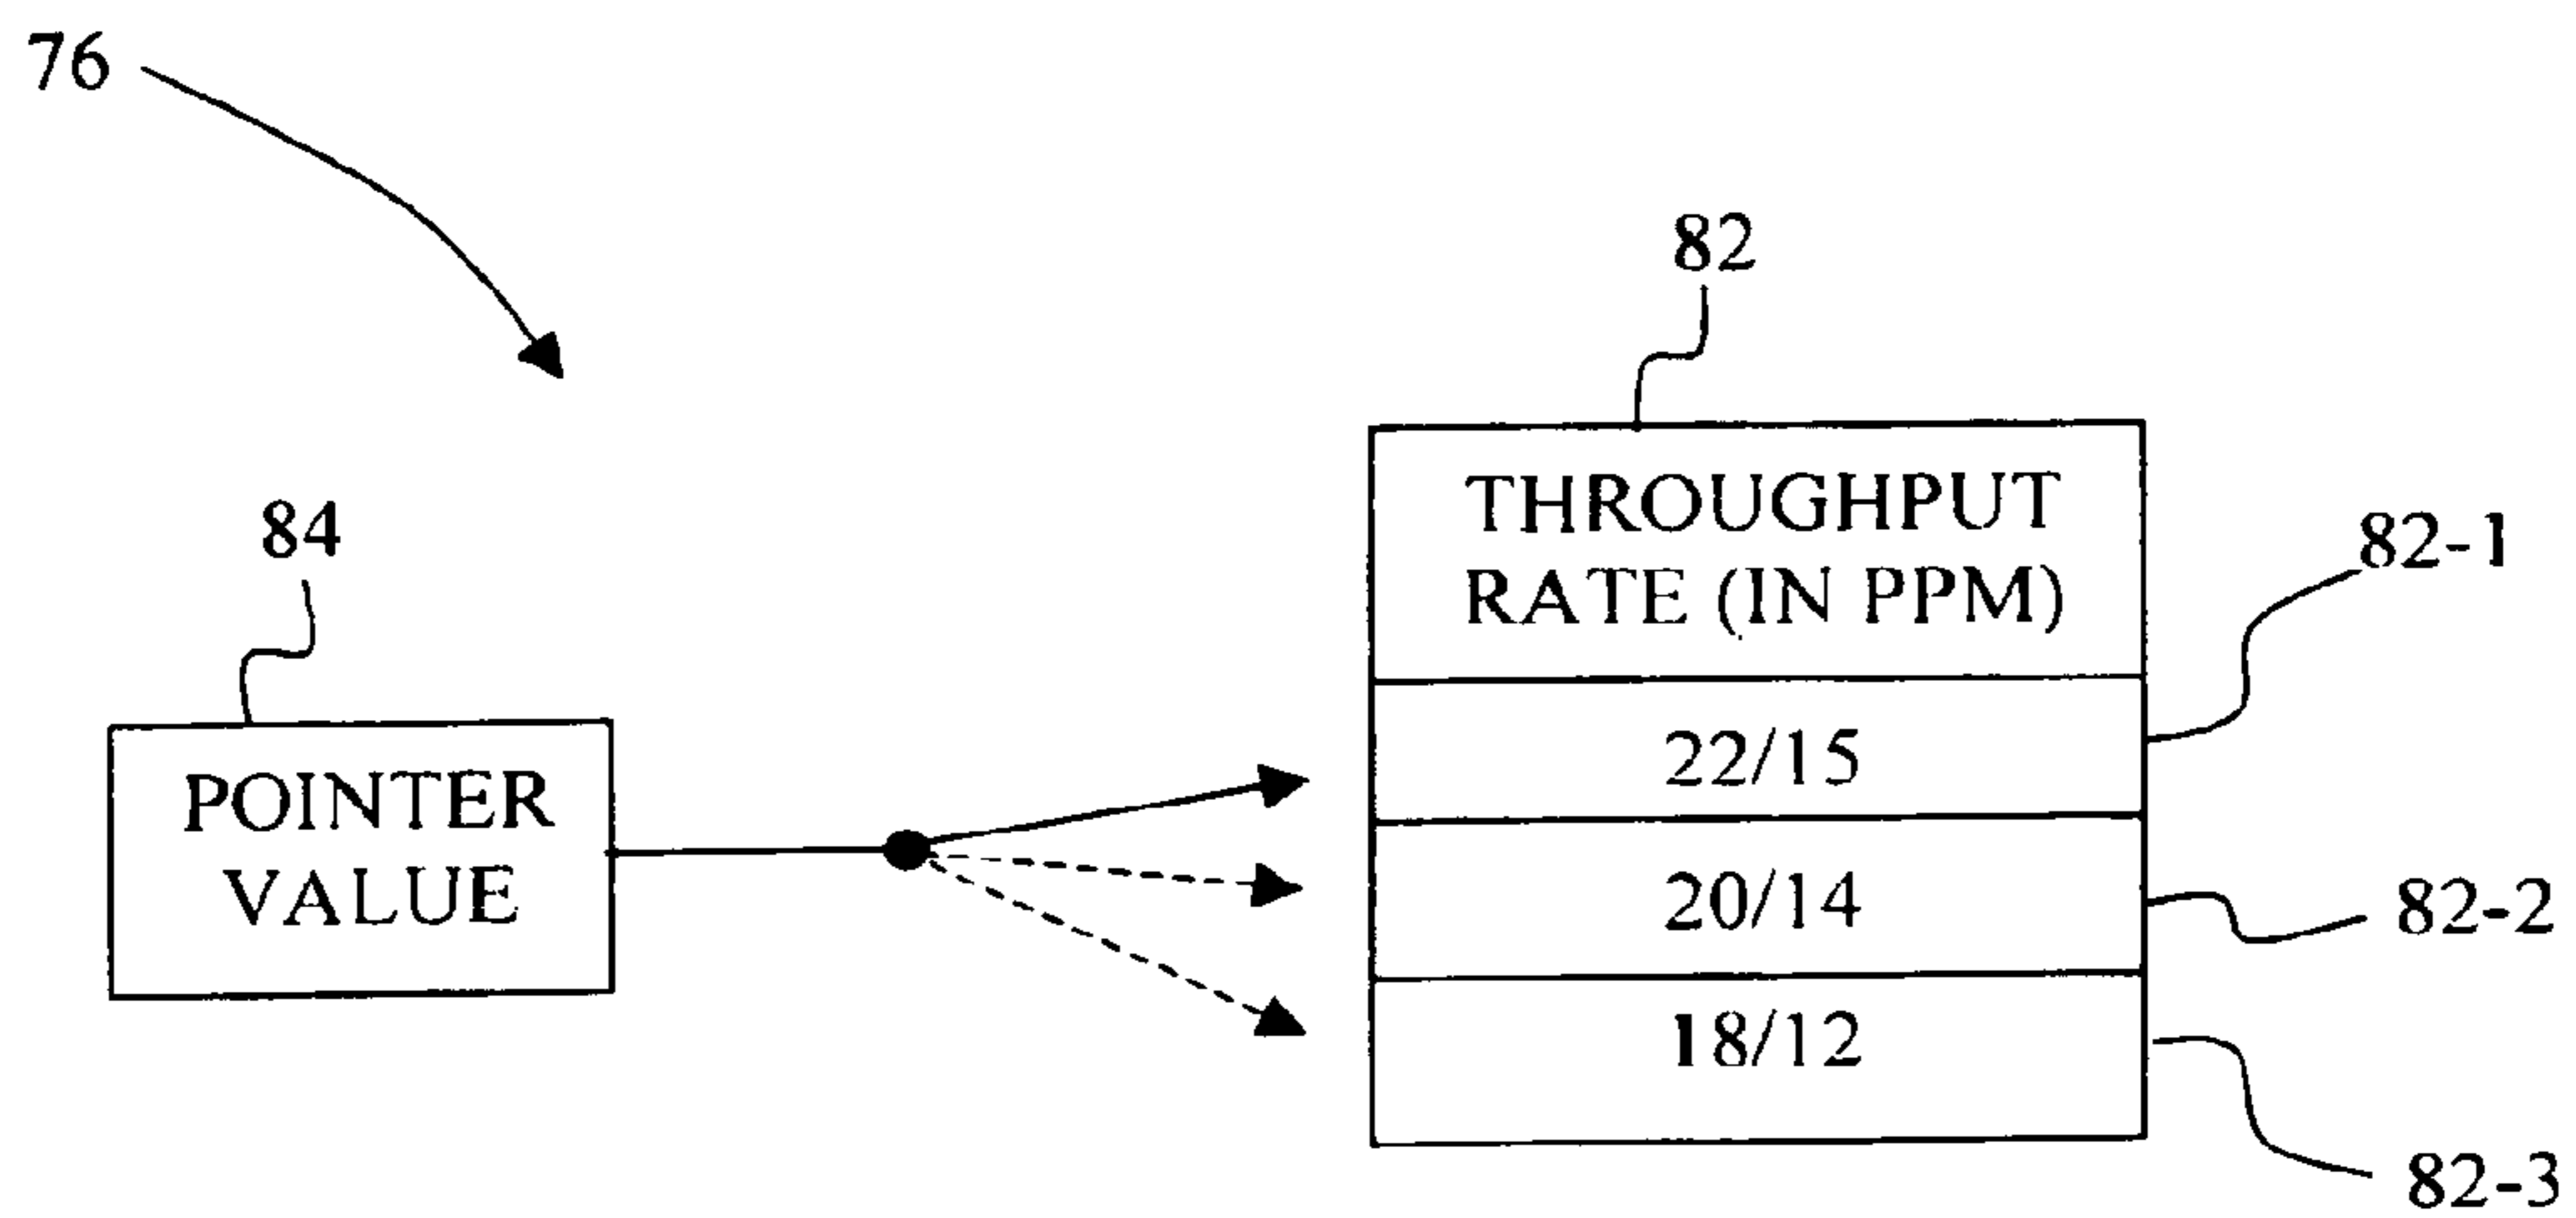 76
82
THROUGHPUT
RATE (IN PPM)
82-1
84
22/15
POINTER
VALUE
20/14
82-2
18/12
82-3